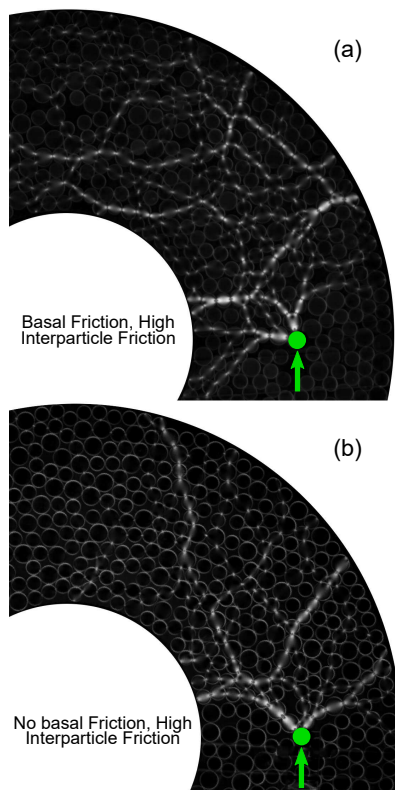 (a)
Basal Friction, High
Interparticle Friction
(b)
No basal Friction, High
Interparticle Friction